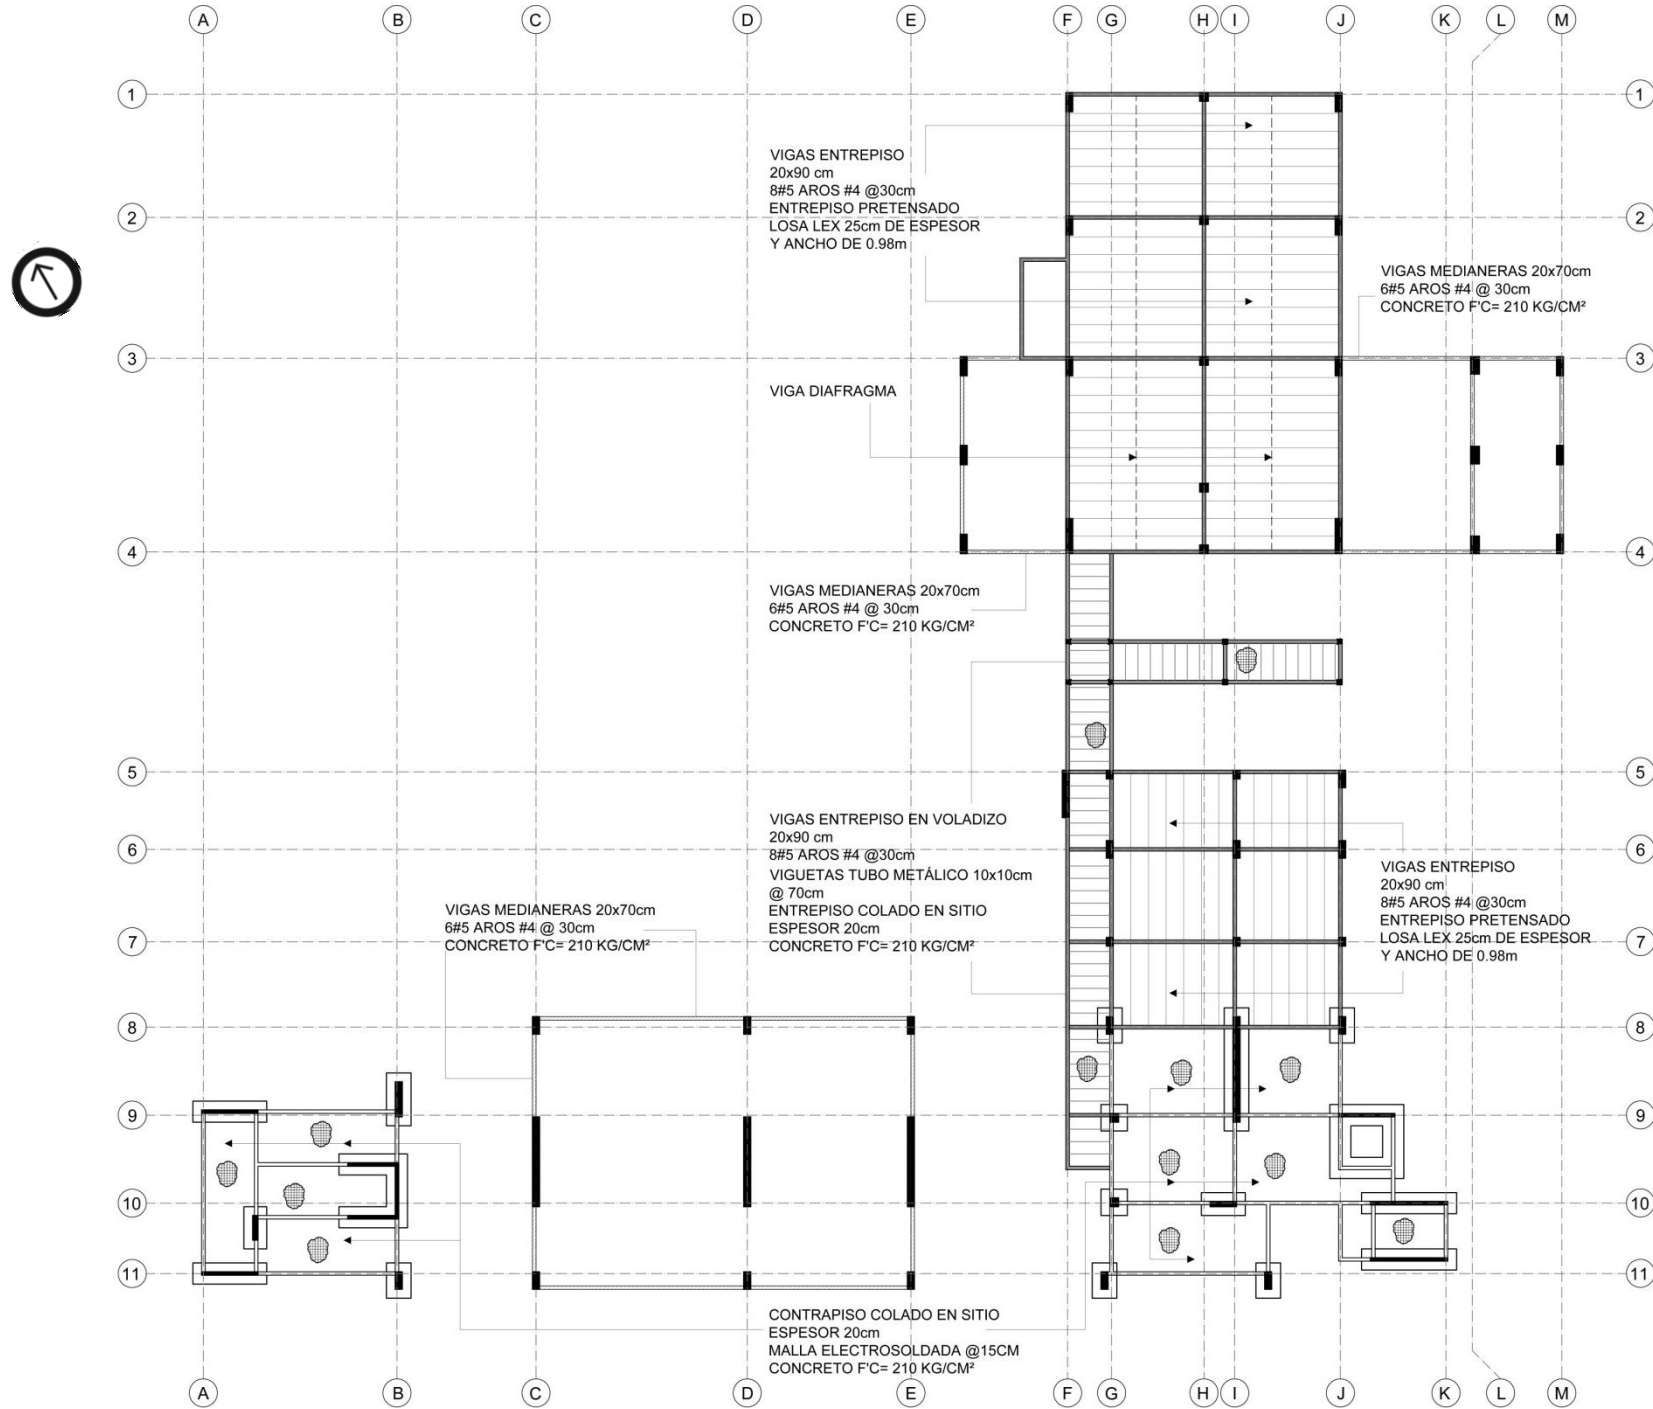 A B C D E F G H I J K L M
1 1
VIGAS ENTREPISO
20x90 cm
8#5 AROS #4 @30cm
ENTREPISO PRETENSADO
LOSA LEX 25cm DE ESPESOR
Y ANCHO DE 0.98m
2 2
VIGAS MEDIANERAS 20x70cm
6#5 AROS #4 @ 30cm
CONCRETO F'C= 210 KG/CM²
3 3
VIGA DIAFRAGMA
4 4
VIGAS MEDIANERAS 20x70cm
6#5 AROS #4 @ 30cm
CONCRETO F'C= 210 KG/CM²
5 5
VIGAS ENTREPISO EN VOLADIZO
20x90 cm
8#5 AROS #4 @30cm
VIGUETAS TUBO METÁLICO 10x10cm
@ 70cm
ENTREPISO COLADO EN SITIO
ESPESOR 20cm
CONCRETO F'C= 210 KG/CM²
6 6
VIGAS ENTREPISO
20x90 cm
8#5 AROS #4 @30cm
ENTREPISO PRETENSADO
LOSA LEX 25cm DE ESPESOR
Y ANCHO DE 0.98m
VIGAS MEDIANERAS 20x70cm
6#5 AROS #4 @ 30cm
CONCRETO F'C= 210 KG/CM²
7 7
8 8
9 9
10 10
11 11
CONTRAPISO COLADO EN SITIO
ESPESOR 20cm
MALLA ELECTROSOLDADA @15CM
CONCRETO F'C= 210 KG/CM²
A B C D E F G H I J K L M